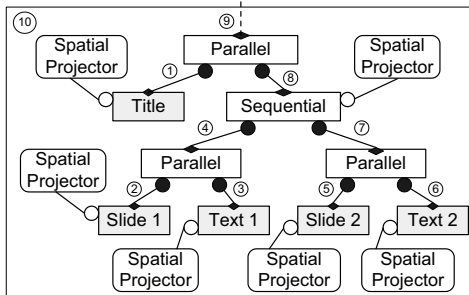 ⑩
⑨
Spatial
Projector
Parallel
Spatial
Projector
①
⑧
Title
Sequential
④
⑦
Spatial
Projector
Parallel
Parallel
②
③
⑤
⑥
Slide 1
Text 1
Slide 2
Text 2
Spatial
Projector
Spatial
Projector
Spatial
Projector